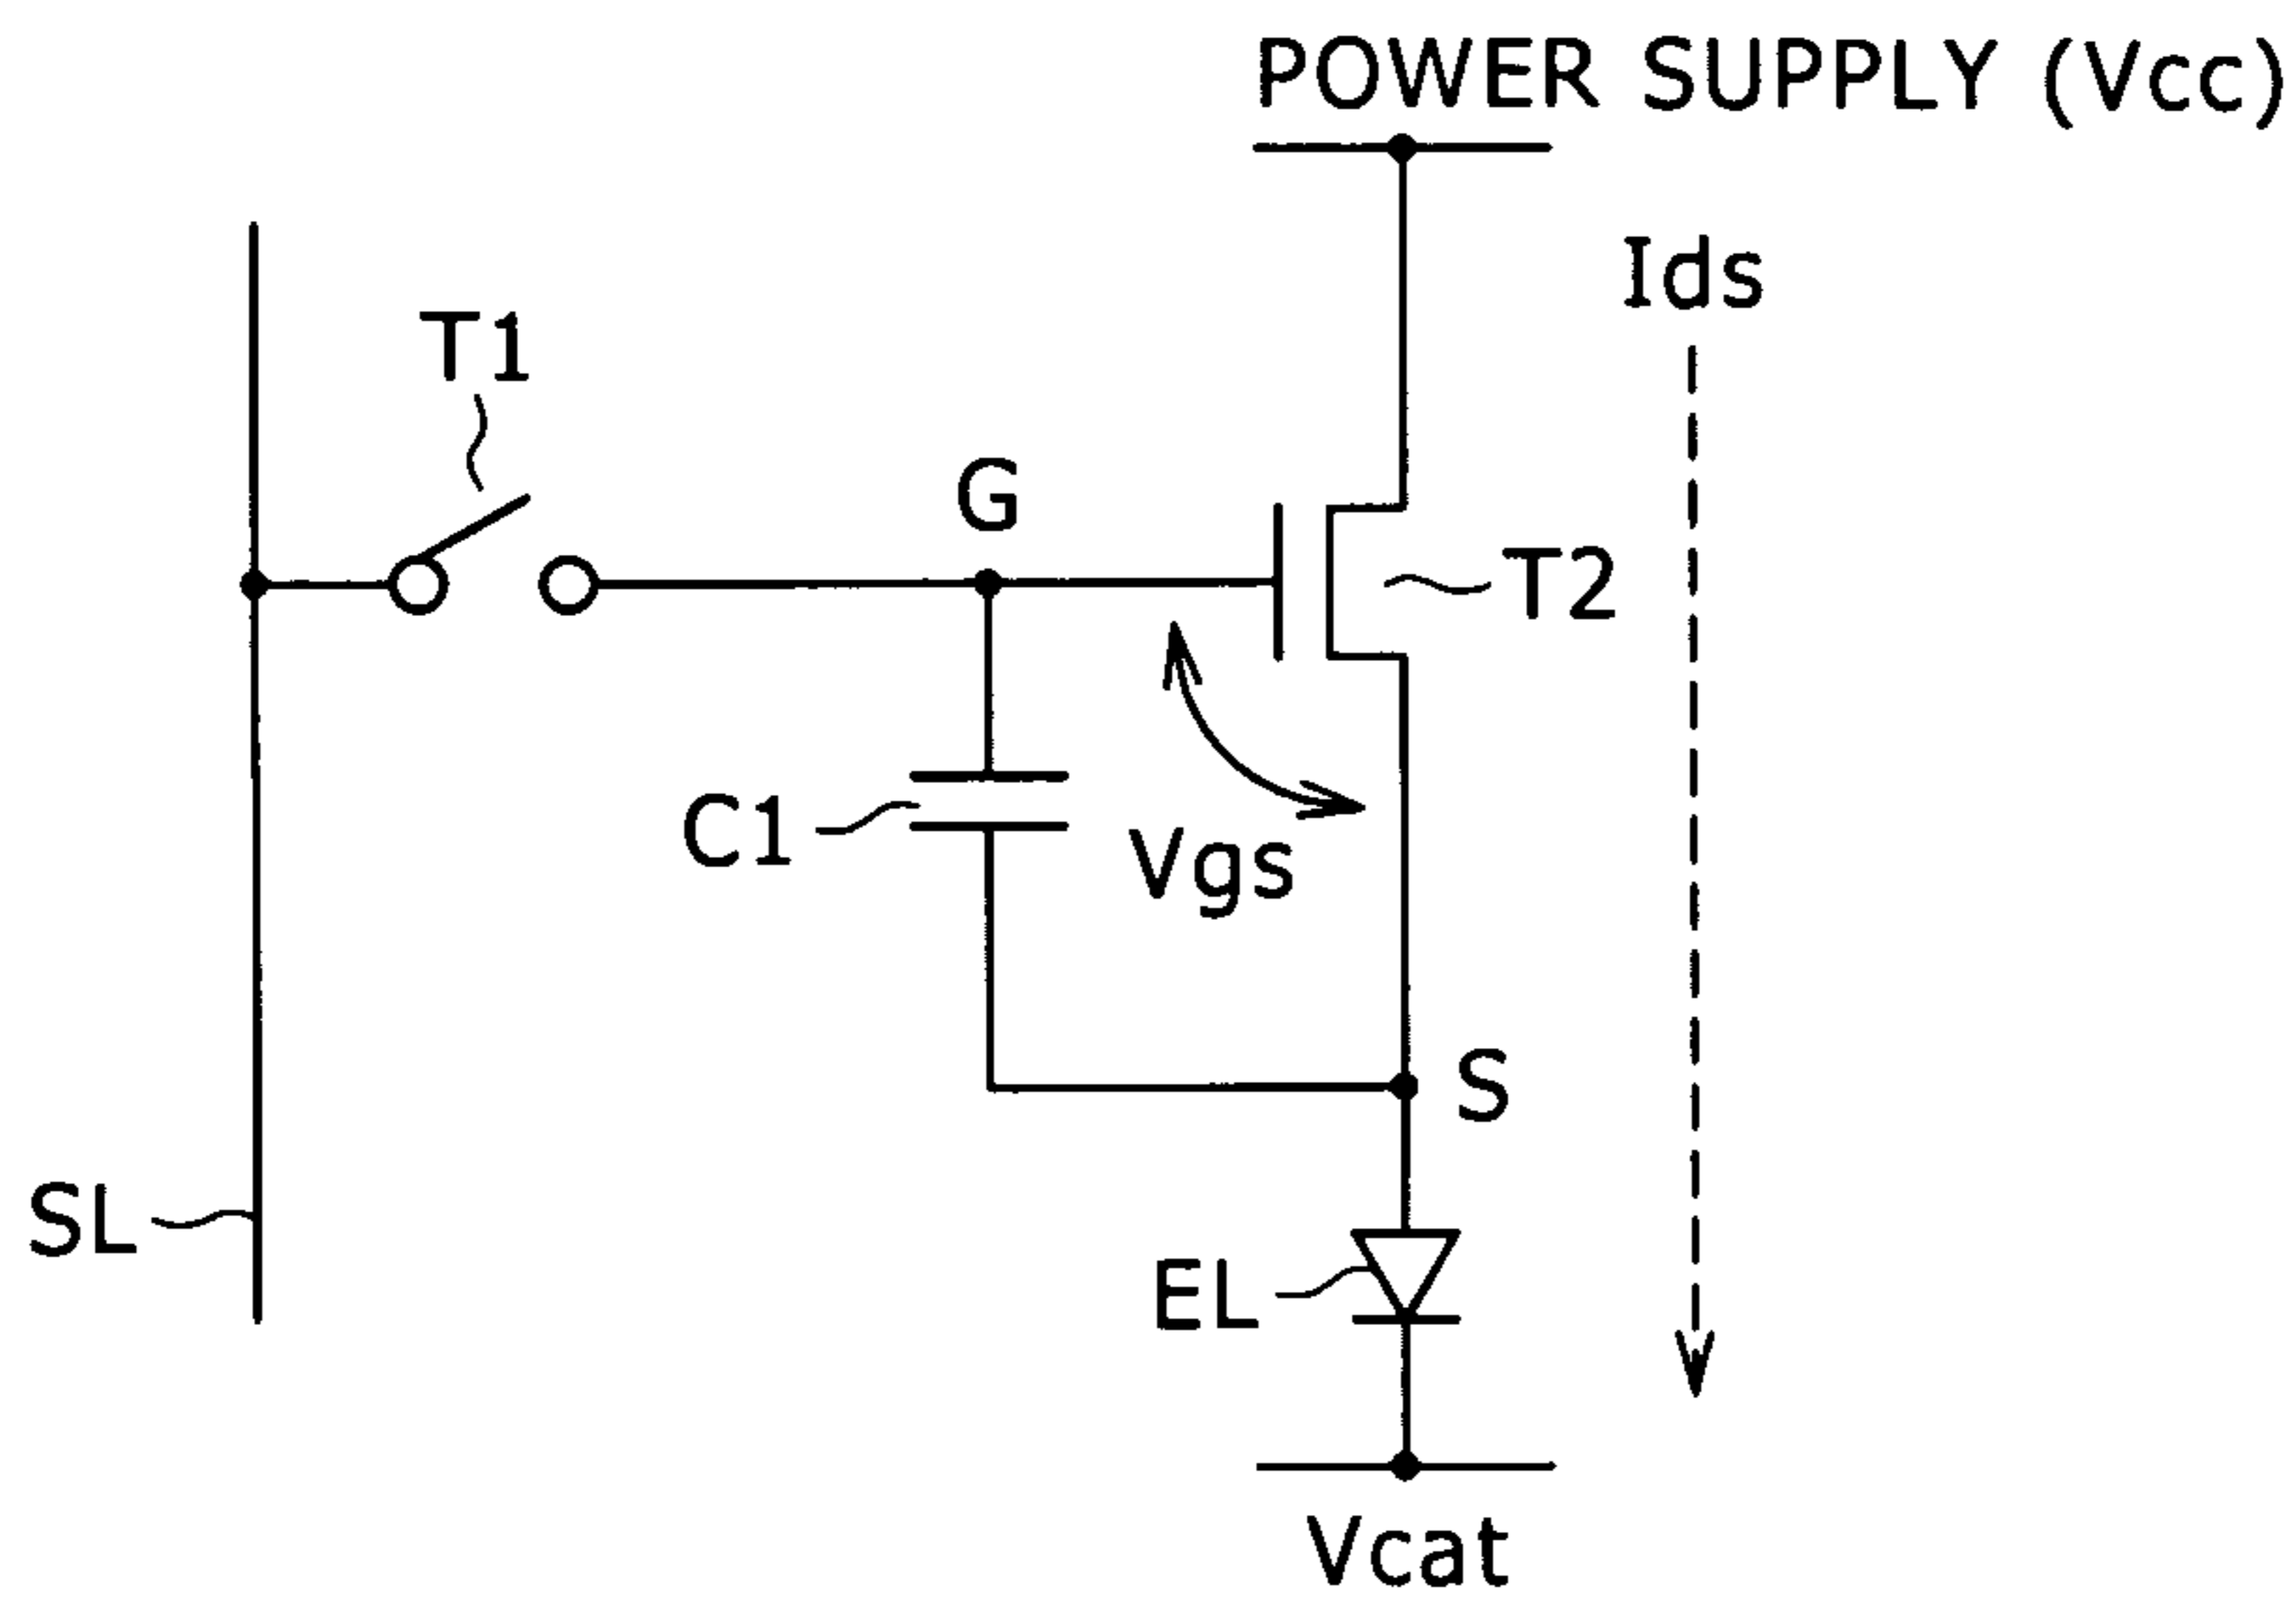 POWER SUPPLY (Vcc)
Ids
T1
G
T2
C1
Vgs
S
SL
EL
Vcat